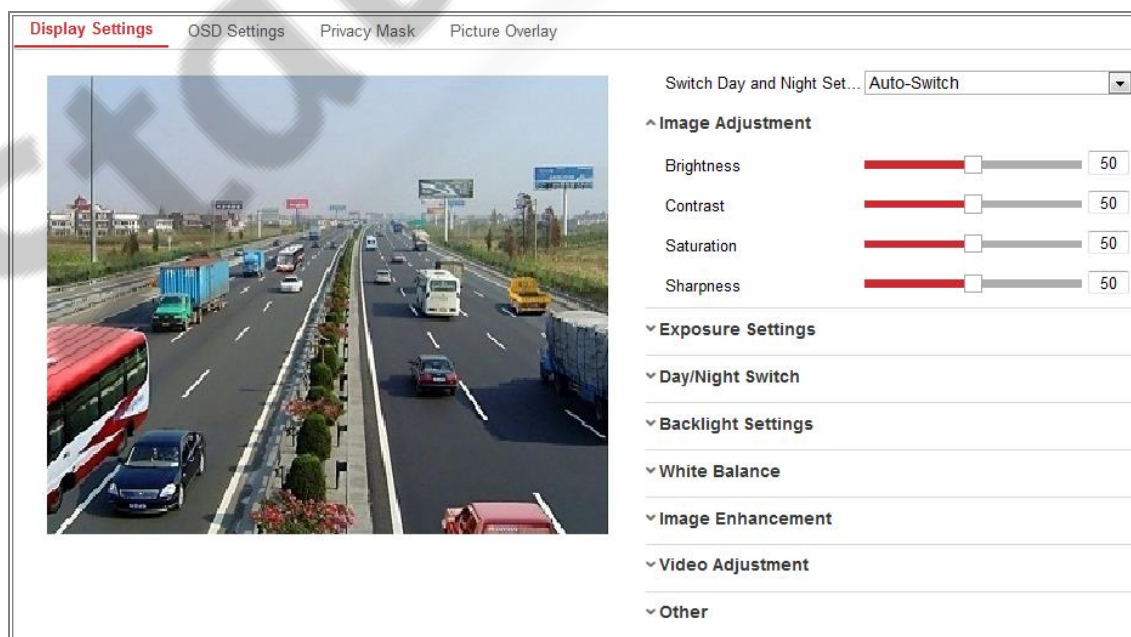 Display Settings OSD Settings Privacy Mask Picture Overlay
Switch Day and Night Set... Auto-Switch
Image Adjustment
Brightness 50
Contrast 50
Saturation 50
Sharpness 50
Exposure Settings
Day/Night Switch
Backlight Settings
White Balance
Image Enhancement
Video Adjustment
Other